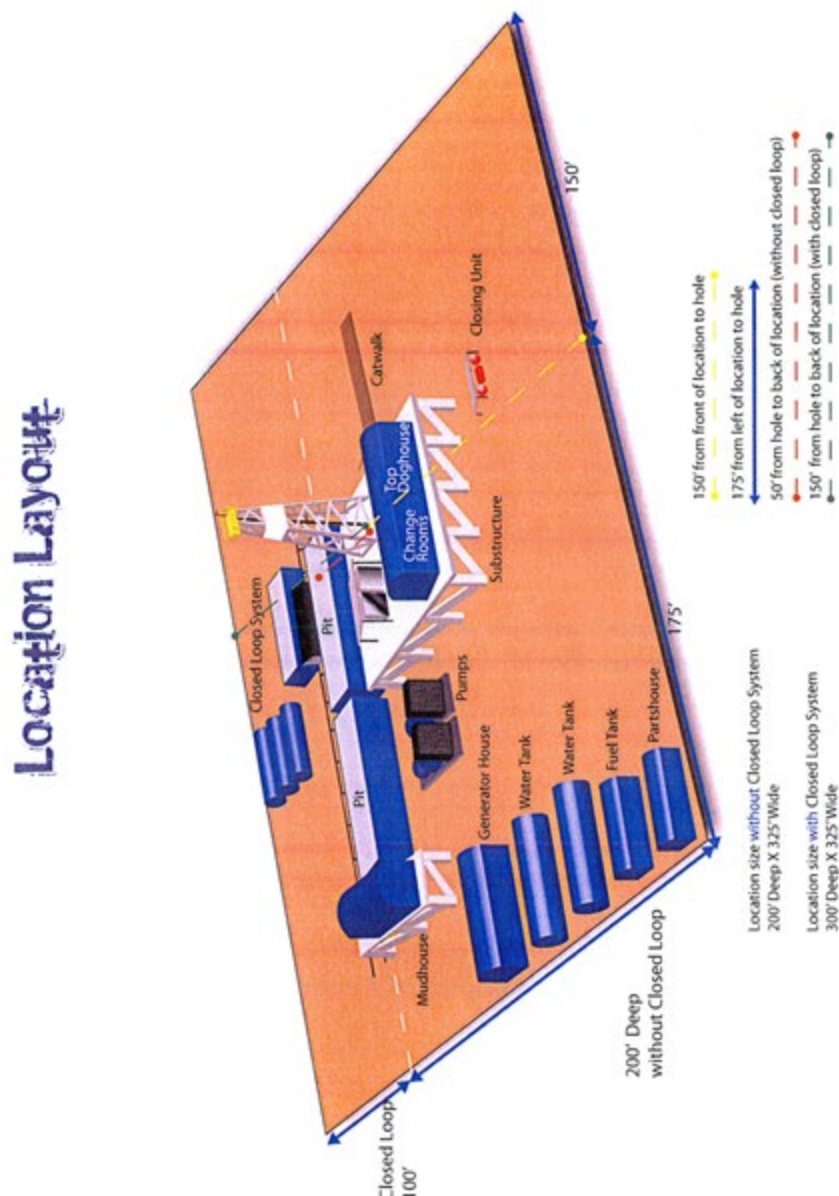 Location Layout
Closed Loop System
Pit
Pit
Catwalk
Top
Doghouse
Change
Rooms
Closing Unit
Substructure
Pumps
Mudhouse
Generator House
Water Tank
Water Tank
Fuel Tank
Partshouse
Closed Loop
100'
200' Deep
without Closed Loop
175'
150'
Location size without Closed Loop System
200' Deep X 325' Wide
Location size with Closed Loop System
300' Deep X 325' Wide
150' from front of location to hole
175' from left of location to hole
50' from hole to back of location (without closed loop)
150' from hole to back of location (with closed loop)